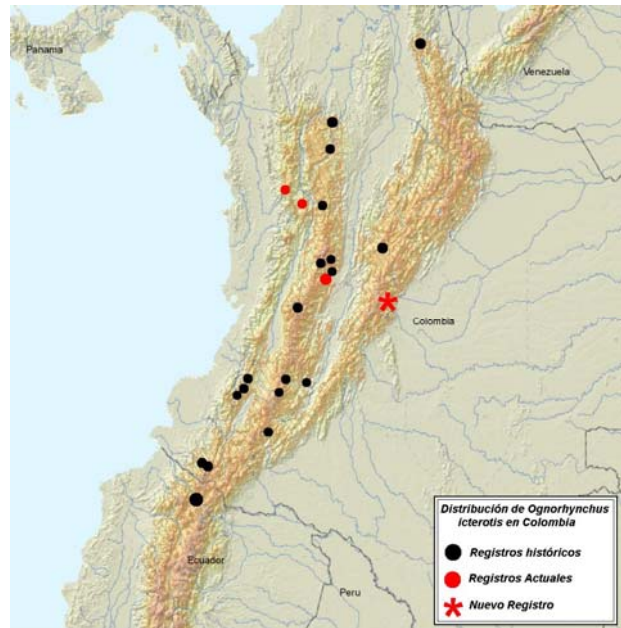 Panama
Venezuela
Colombia
Ecuador
Peru
Distribución de Ognorhynchus
icterotis en Colombia
Registros históricos
Registros Actuales
Nuevo Registro